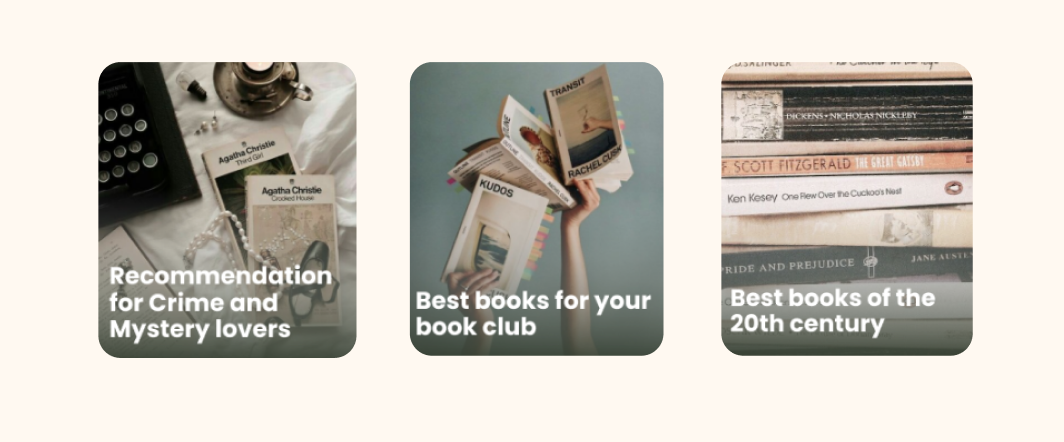 Agatha Christie
Third Girl
Agatha Christie
Crooked House
Recommendation
for Crime and
Mystery lovers
TRANSIT
RACHEL CUSK
KUDOS
Best books for your
book club
DICKENS • NICHOLAS NICKLEBY
F. SCOTT FITZGERALD THE GREAT GATSBY
Ken Kesey One Flew Over the Cuckoo's Nest
PRIDE AND PREJUDICE JANE AUSTEN
Best books of the
20th century